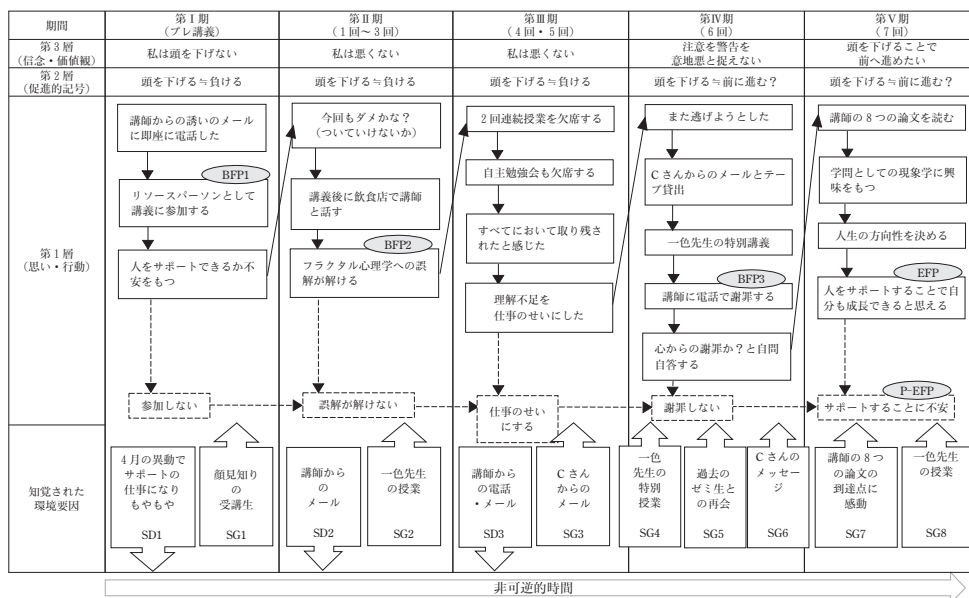 期間
第Ⅰ期
(プレ講義)
第Ⅱ期
(1回～3回)
第Ⅲ期
(4回・5回)
第Ⅳ期
(6回)
第Ⅴ期
(7回)
第3層
(信念・価値観)
私は頭を下げない
私は悪くない
私は悪くない
注意を警告を
意地悪と捉えない
頭を下げることで
前へ進めたい
第2層
(促進的記号)
頭を下げる≒負ける
頭を下げる≒負ける
頭を下げる≒負ける
頭を下げる≒前に進む？
頭を下げる≒前に進む？
第1層
(思い・行動)
講師からの誘いのメール
に即座に電話した
BFP1
リソースパーソンとして
講義に参加する
人をサポートできるか不
安をもつ
参加しない
今回もダメかな？
(ついていけないか)
講義後に飲食店で講師
と話す
BFP2
フラクタル心理学への誤
解が解ける
誤解が解けない
2回連続授業を欠席する
自主勉強会も欠席する
すべてにおいて取り残さ
れたと感じた
理解不足を
仕事のせいにした
仕事のせい
にする
また逃げようとした
Cさんからのメールとテー
プ貸出
一色先生の特別講義
BFP3
講師に電話で謝罪する
心からの謝罪か？と自問
自答する
謝罪しない
講師の8つの論文を読む
学問としての現象学に興
味をもつ
人生の方向性を決める
EFP
人をサポートすることで自
分も成長できると思える
P-EFP
サポートすることに不安
知覚された
環境要因
4月の異動で
サポートの
仕事になり
もやもや
SD1
顔見知り
の
受講生
SG1
講師から
の
メール
SD2
一色先生
の授業
SG2
講師から
の電話
・メール
SD3
Cさん
からの
メール
SG3
一色
先生の
特別
授業
SG4
過去の
ゼミ生と
の再会
SG5
Cさんの
メッセー
ジ
SG6
講師の8つ
の論文の
到達点に
感動
SG7
一色先生
の授業
SG8
非可逆的時間